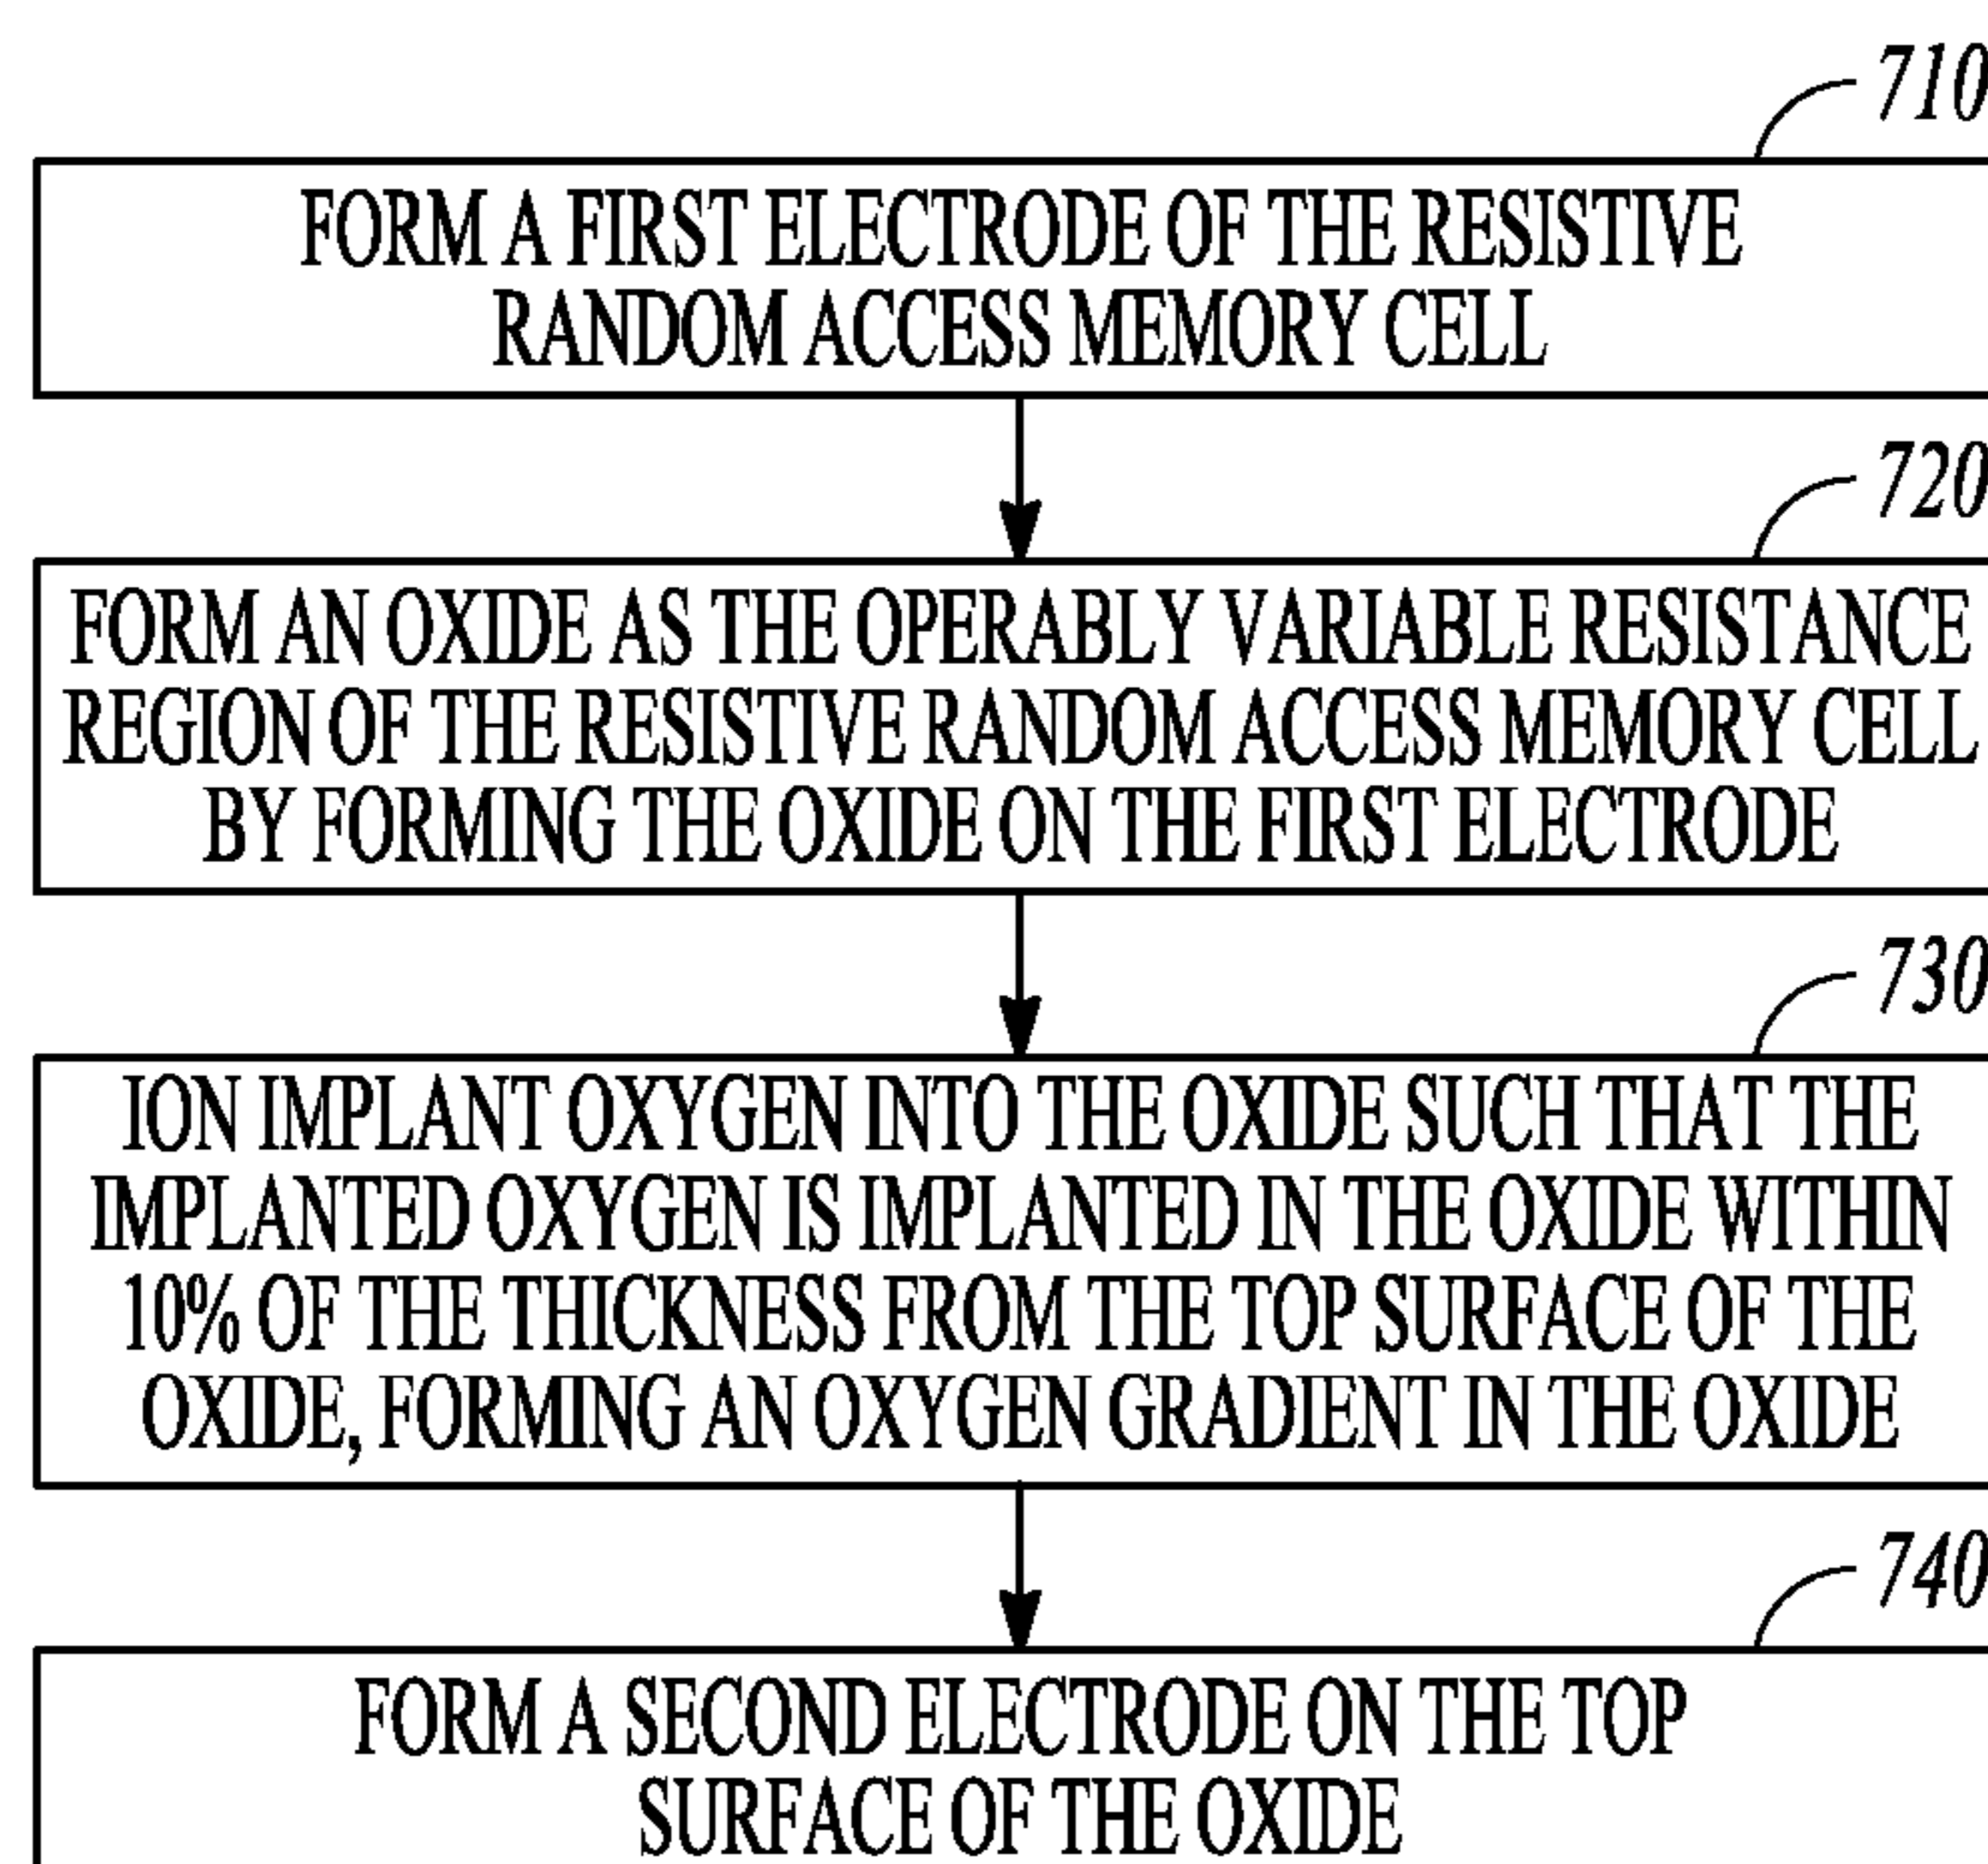 710
FORM A FIRST ELECTRODE OF THE RESISTIVE
RANDOM ACCESS MEMORY CELL
720
FORM AN OXIDE AS THE OPERABLY VARIABLE RESISTANCE
REGION OF THE RESISTIVE RANDOM ACCESS MEMORY CELL
BY FORMING THE OXIDE ON THE FIRST ELECTRODE
730
ION IMPLANT OXYGEN INTO THE OXIDE SUCH THAT THE
IMPLANTED OXYGEN IS IMPLANTED IN THE OXIDE WITHIN
10% OF THE THICKNESS FROM THE TOP SURFACE OF THE
OXIDE, FORMING AN OXYGEN GRADIENT IN THE OXIDE
740
FORM A SECOND ELECTRODE ON THE TOP
SURFACE OF THE OXIDE